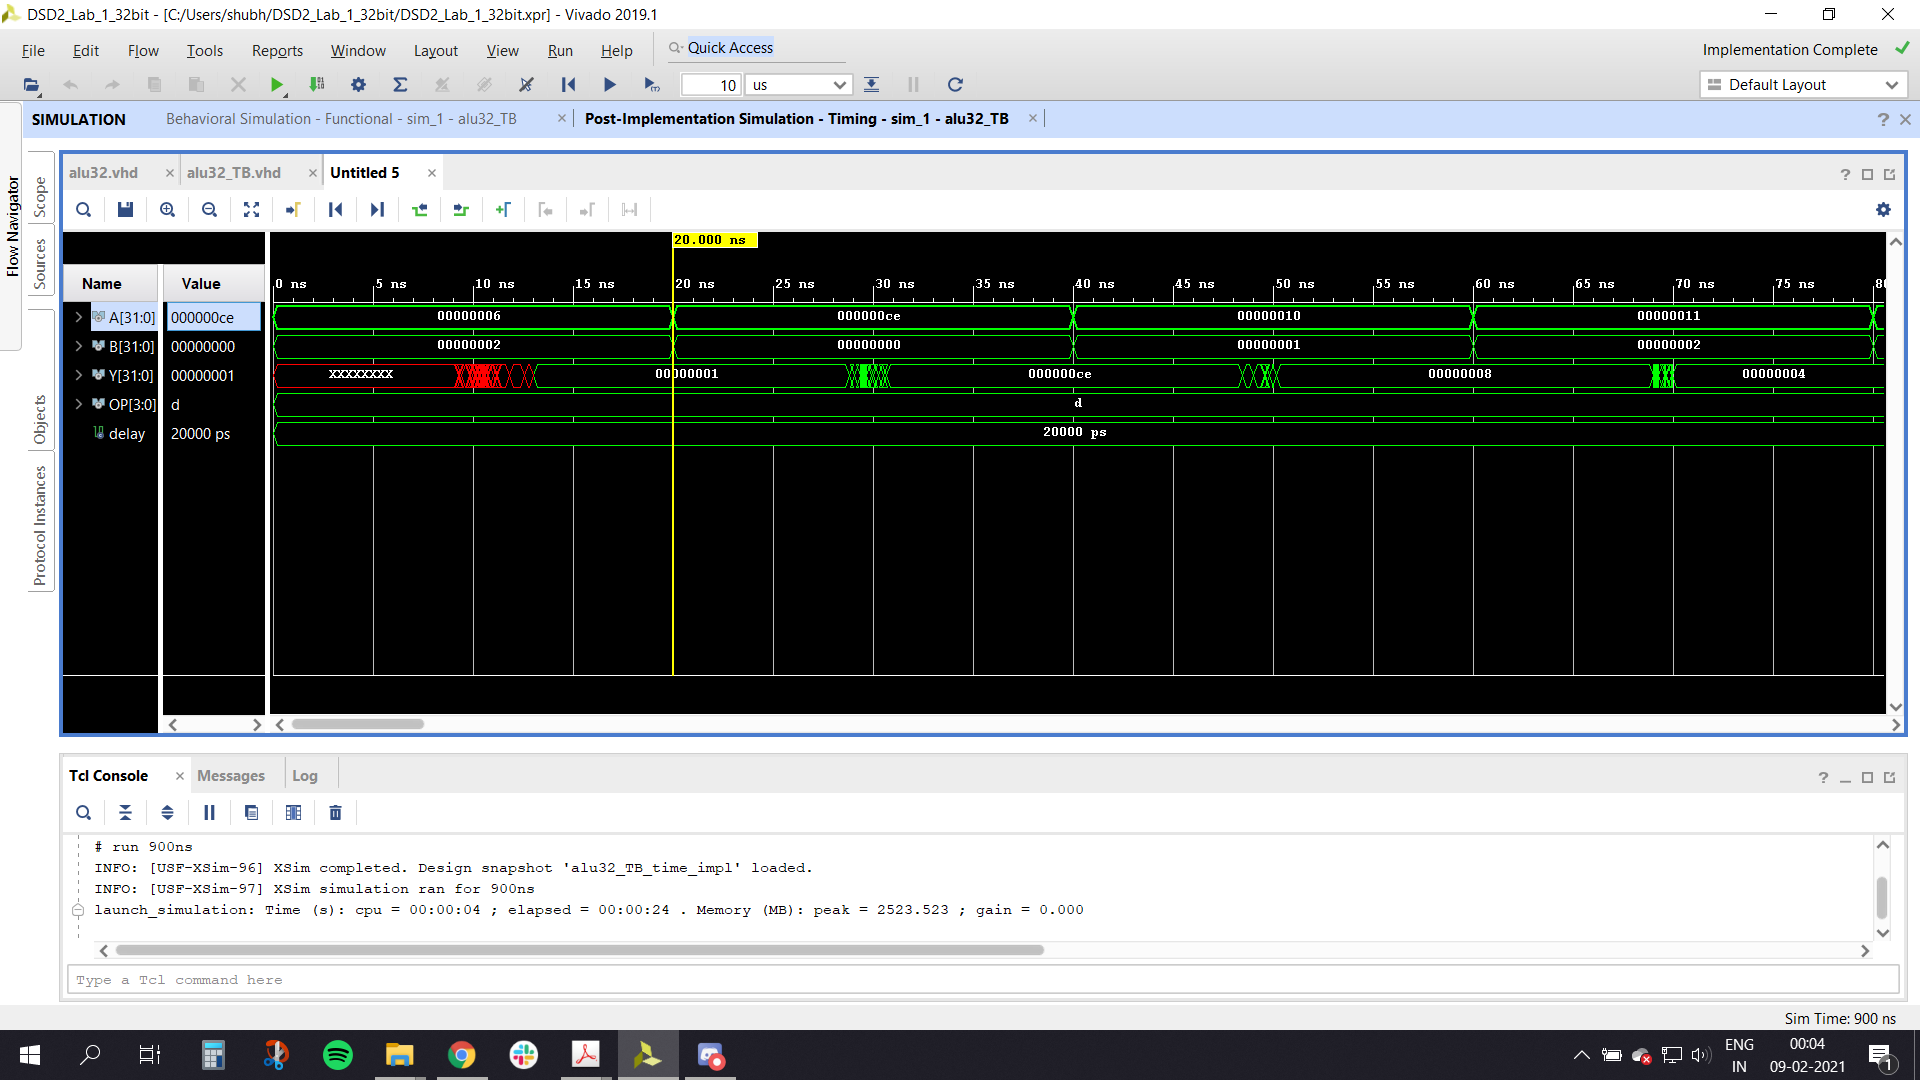 DSD2_Lab_1_32bit - [C:/Users/shubh/DSD2_Lab_1_32bit/DSD2_Lab_1_32bit.xpr] - Vivado 2019.1
File Edit Flow Tools Reports Window Layout View Run Help Quick Access Implementation Complete
10 us Default Layout
SIMULATION Behavioral Simulation - Functional - sim_1 - alu32_TB Post-Implementation Simulation - Timing - sim_1 - alu32_TB
Flow Navigator
Scope
Sources
Objects
Protocol Instances
alu32.vhd alu32_TB.vhd Untitled 5
20.000 ns
Name Value 0 ns 5 ns 10 ns 15 ns 20 ns 25 ns 30 ns 35 ns 40 ns 45 ns 50 ns 55 ns 60 ns 65 ns 70 ns 75 ns 80
A[31:0] 000000ce 00000006 000000ce 00000010 00000011
B[31:0] 00000000 00000002 00000000 00000001 00000002
Y[31:0] 00000001 XXXXXXXX 00000001 000000ce 00000008 00000004
OP[3:0] d d
delay 20000 ps 20000 ps
Tcl Console Messages Log
# run 900ns
INFO: [USF-XSim-96] XSim completed. Design snapshot 'alu32_TB_time_impl' loaded.
INFO: [USF-XSim-97] XSim simulation ran for 900ns
launch_simulation: Time (s): cpu = 00:00:04 ; elapsed = 00:00:24 . Memory (MB): peak = 2523.523 ; gain = 0.000
Type a Tcl command here
Sim Time: 900 ns
ENG 00:04
IN 09-02-2021
1